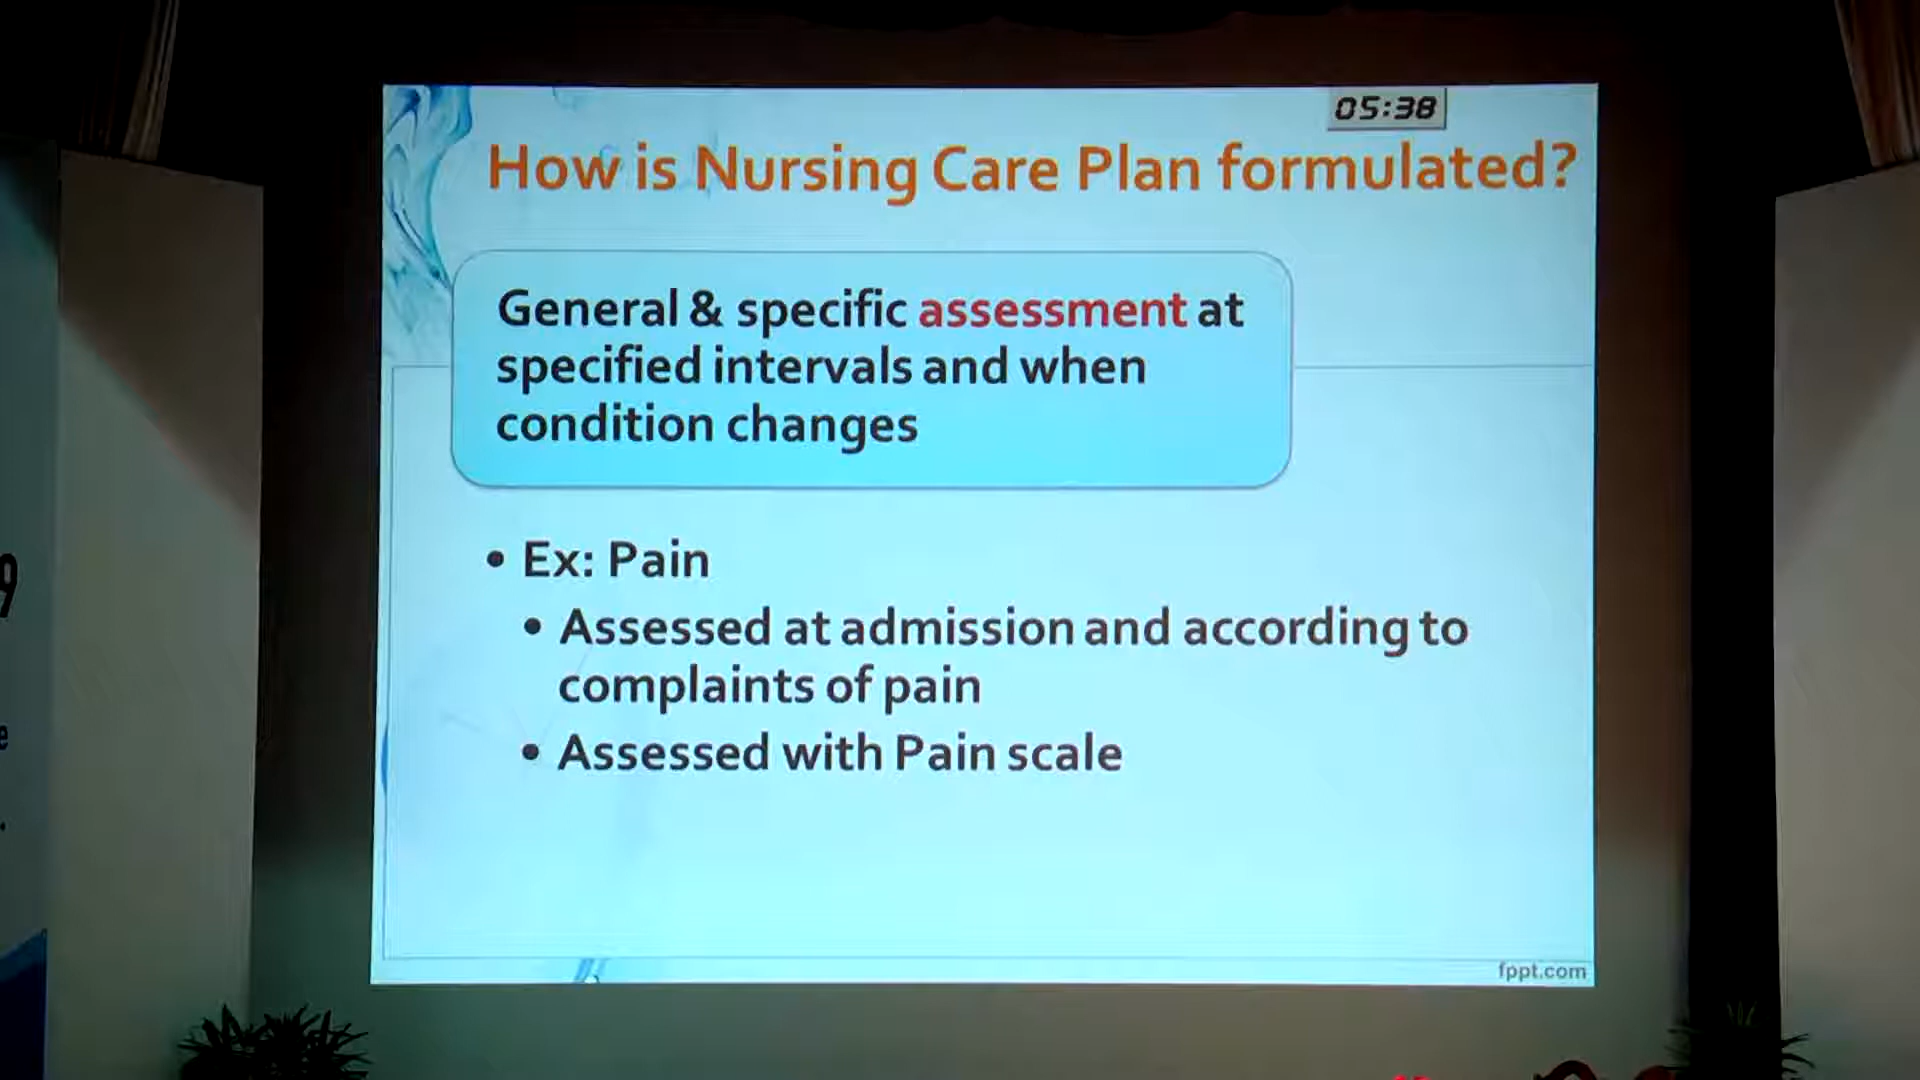 05:38
How is Nursing Care Plan formulated?
General & specific assessment at
specified intervals and when
condition changes
• Ex: Pain
• Assessed at admission and according to
complaints of pain
• Assessed with Pain scale
fppt.com
9
e